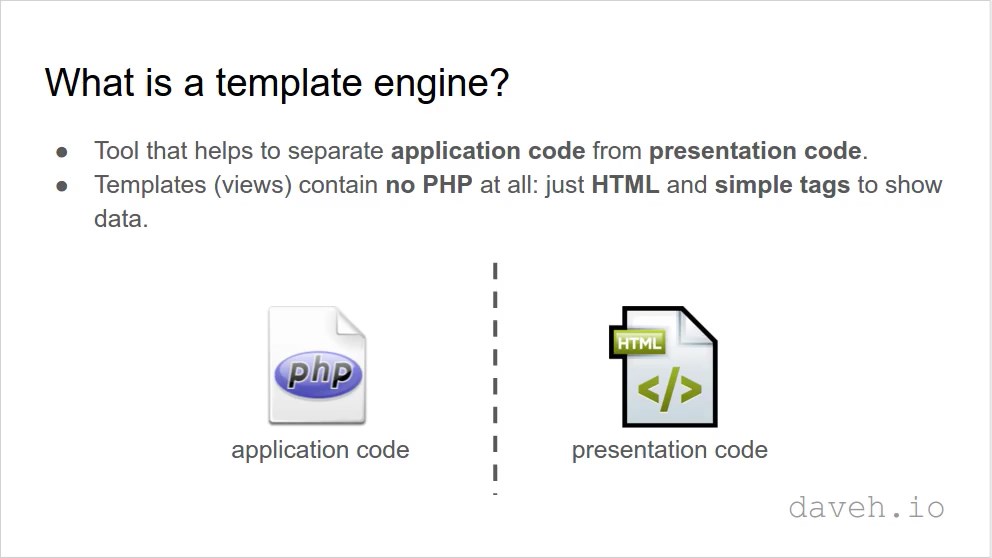 What is a template engine?
● Tool that helps to separate application code from presentation code.
● Templates (views) contain no PHP at all: just HTML and simple tags to show
data.
php
HTML
</>
application code
presentation code
daveh.io